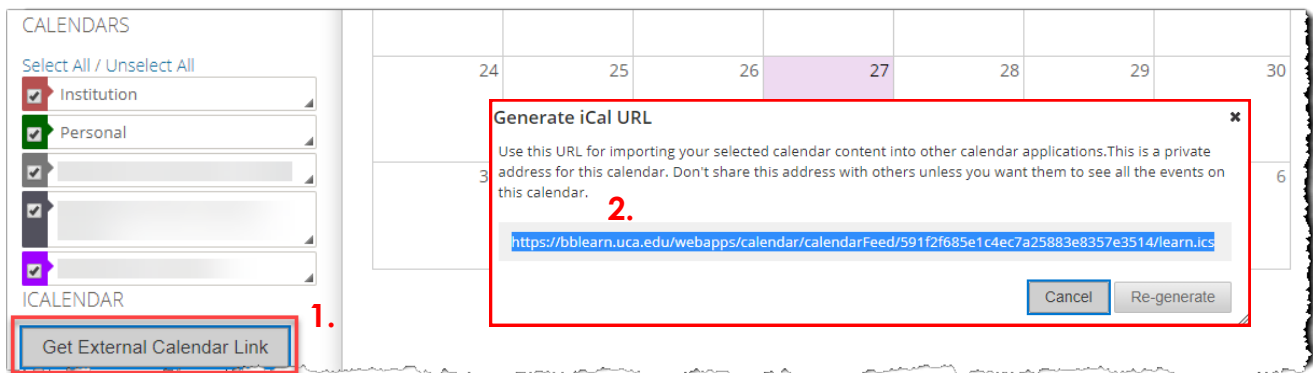 CALENDARS
Select All / Unselect All
Institution
Personal
ICALENDAR
1.
Get External Calendar Link
24 25 26 27 28 29 30
Generate iCal URL
Use this URL for importing your selected calendar content into other calendar applications.This is a private
address for this calendar. Don't share this address with others unless you want them to see all the events on
this calendar.
2.
https://bblearn.uca.edu/webapps/calendar/calendarFeed/591f2f685e1c4ec7a25883e8357e3514/learn.ics
Cancel Re-generate
6